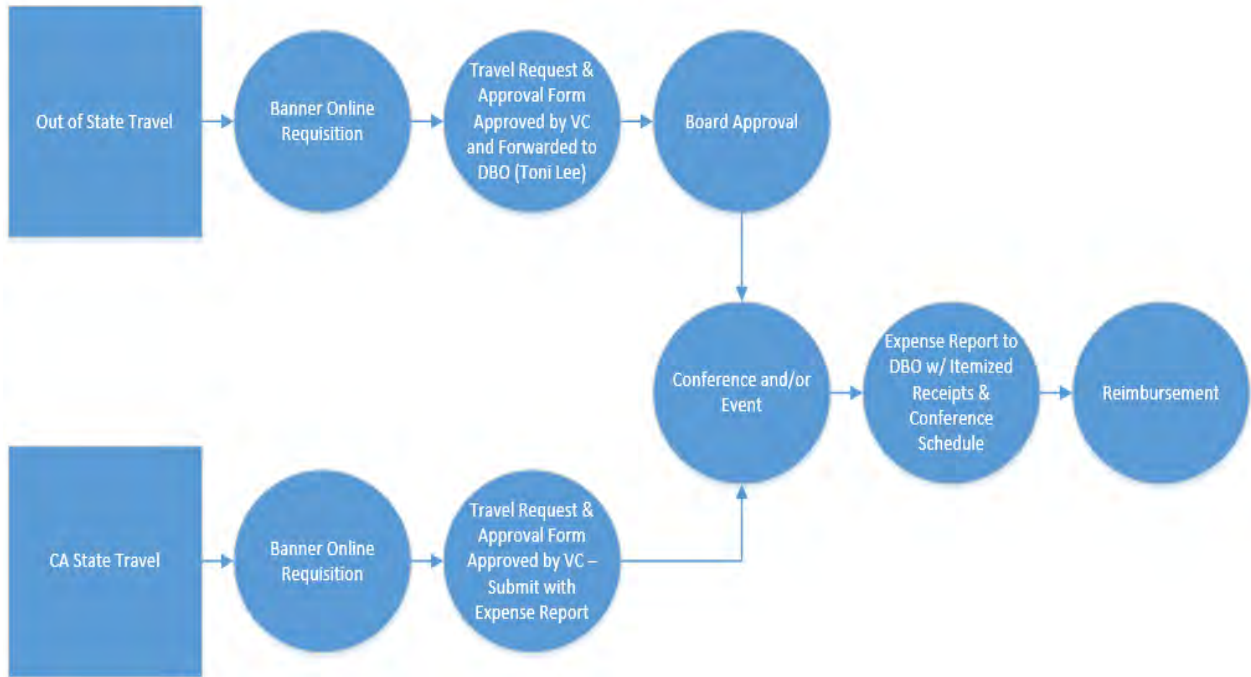 Out of State Travel
Banner Online
Requisition
Travel Request &
Approval Form
Approved by VC
and Forwarded to
DBO (Toni Lee)
Board Approval
Conference and/or
Event
Expense Report to
DBO w/ Itemized
Receipts &
Conference
Schedule
Reimbursement
CA State Travel
Banner Online
Requisition
Travel Request &
Approval Form
Approved by VC –
Submit with
Expense Report